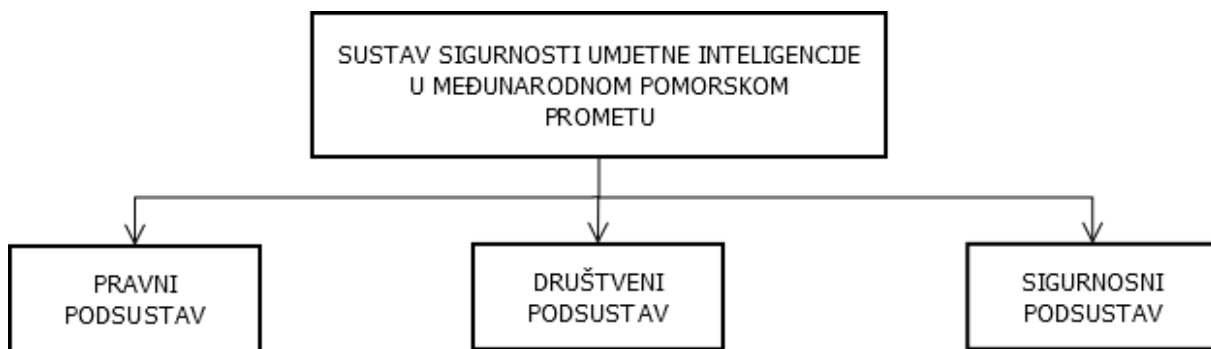 SUSTAV SIGURNOSTI UMJETNE INTELIGENCIJE
U MEĐUNARODNOM POMORSKOM
PROMETU
PRAVNI
PODSUSTAV
DRUŠTVENI
PODSUSTAV
SIGURNOSNI
PODSUSTAV